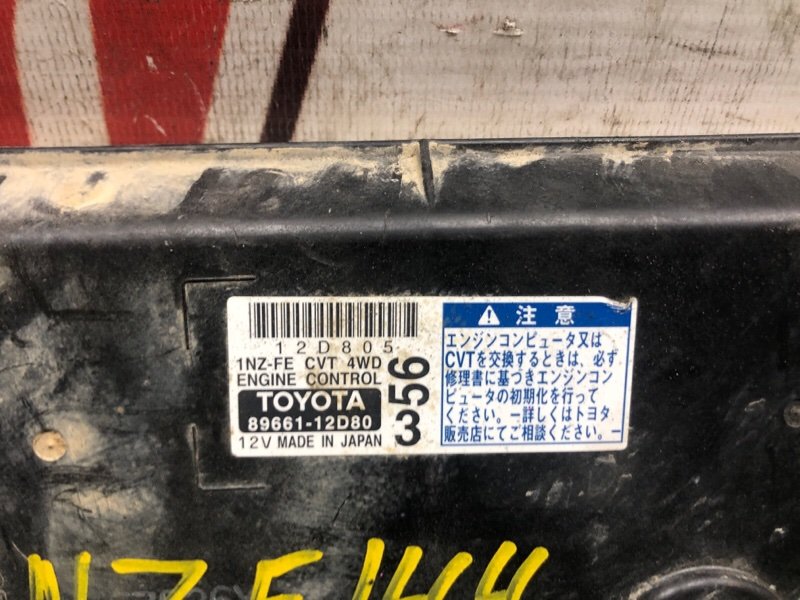 12D805
1NZ-FE CVT 4WD
ENGINE CONTROL
TOYOTA
89661-12D80
12V MADE IN JAPAN
356
注意
エンジンコンピュータ又は
CVTを交換するときは、必ず
修理書に基づきエンジンコン
ピュータの初期化を行って
ください。―詳しくはトヨタ
販売店にてご相談ください。―
NZE144